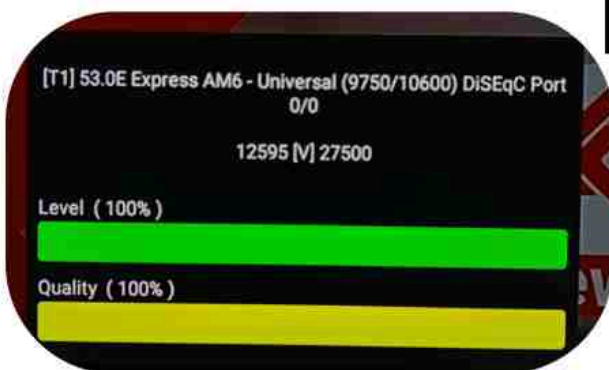 [T1] 53.0E Express AM6 - Universal (9750/10600) DiSEqC Port
0/0
12595 [V] 27500
Level ( 100% )
Quality ( 100% )